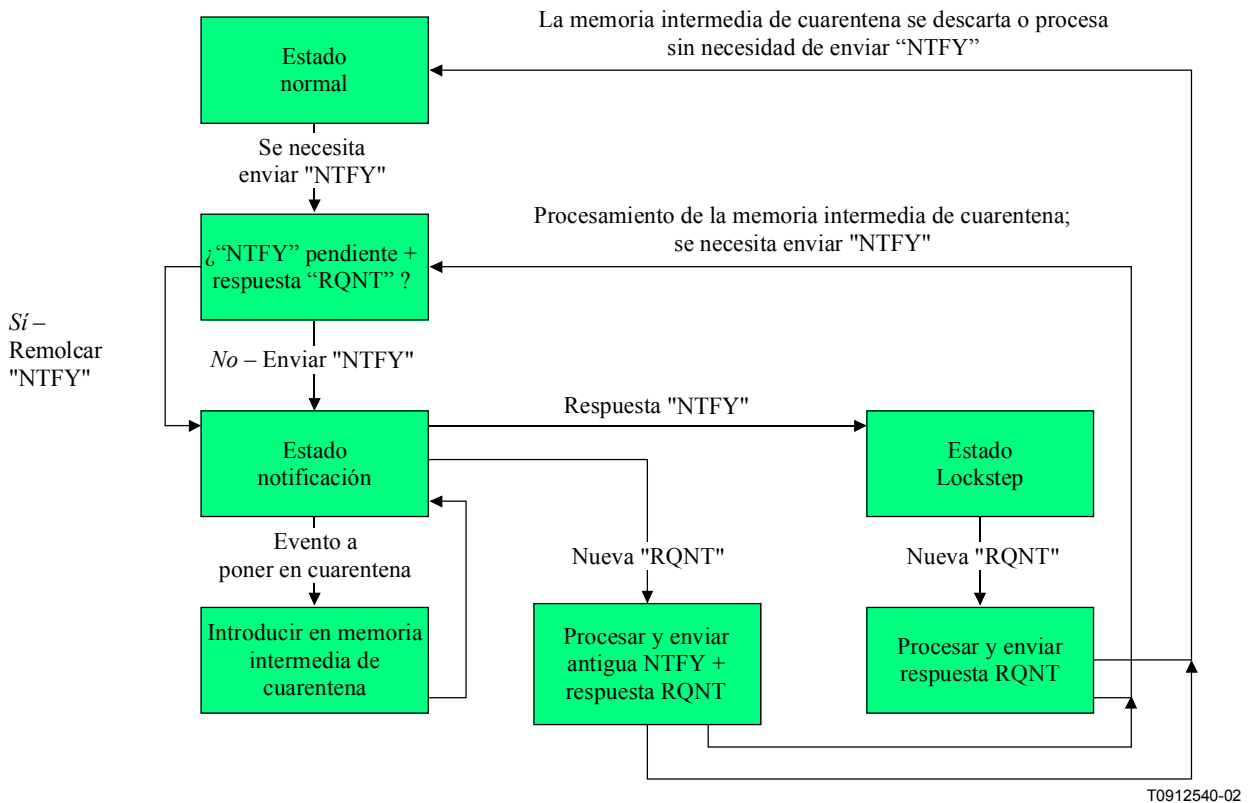 La memoria intermedia de cuarentena se descarta o procesa
sin necesidad de enviar “NTFY”
Estado
normal
Se necesita
enviar "NTFY"
Procesamiento de la memoria intermedia de cuarentena;
se necesita enviar "NTFY"
¿“NTFY” pendiente +
respuesta “RQNT” ?
Sí –
Remolcar
"NTFY"
No – Enviar "NTFY"
Respuesta "NTFY"
Estado
notificación
Estado
Lockstep
Evento a
poner en cuarentena
Nueva "RQNT"
Nueva "RQNT"
Introducir en memoria
intermedia de
cuarentena
Procesar y enviar
antigua NTFY +
respuesta RQNT
Procesar y enviar
respuesta RQNT
T0912540-02